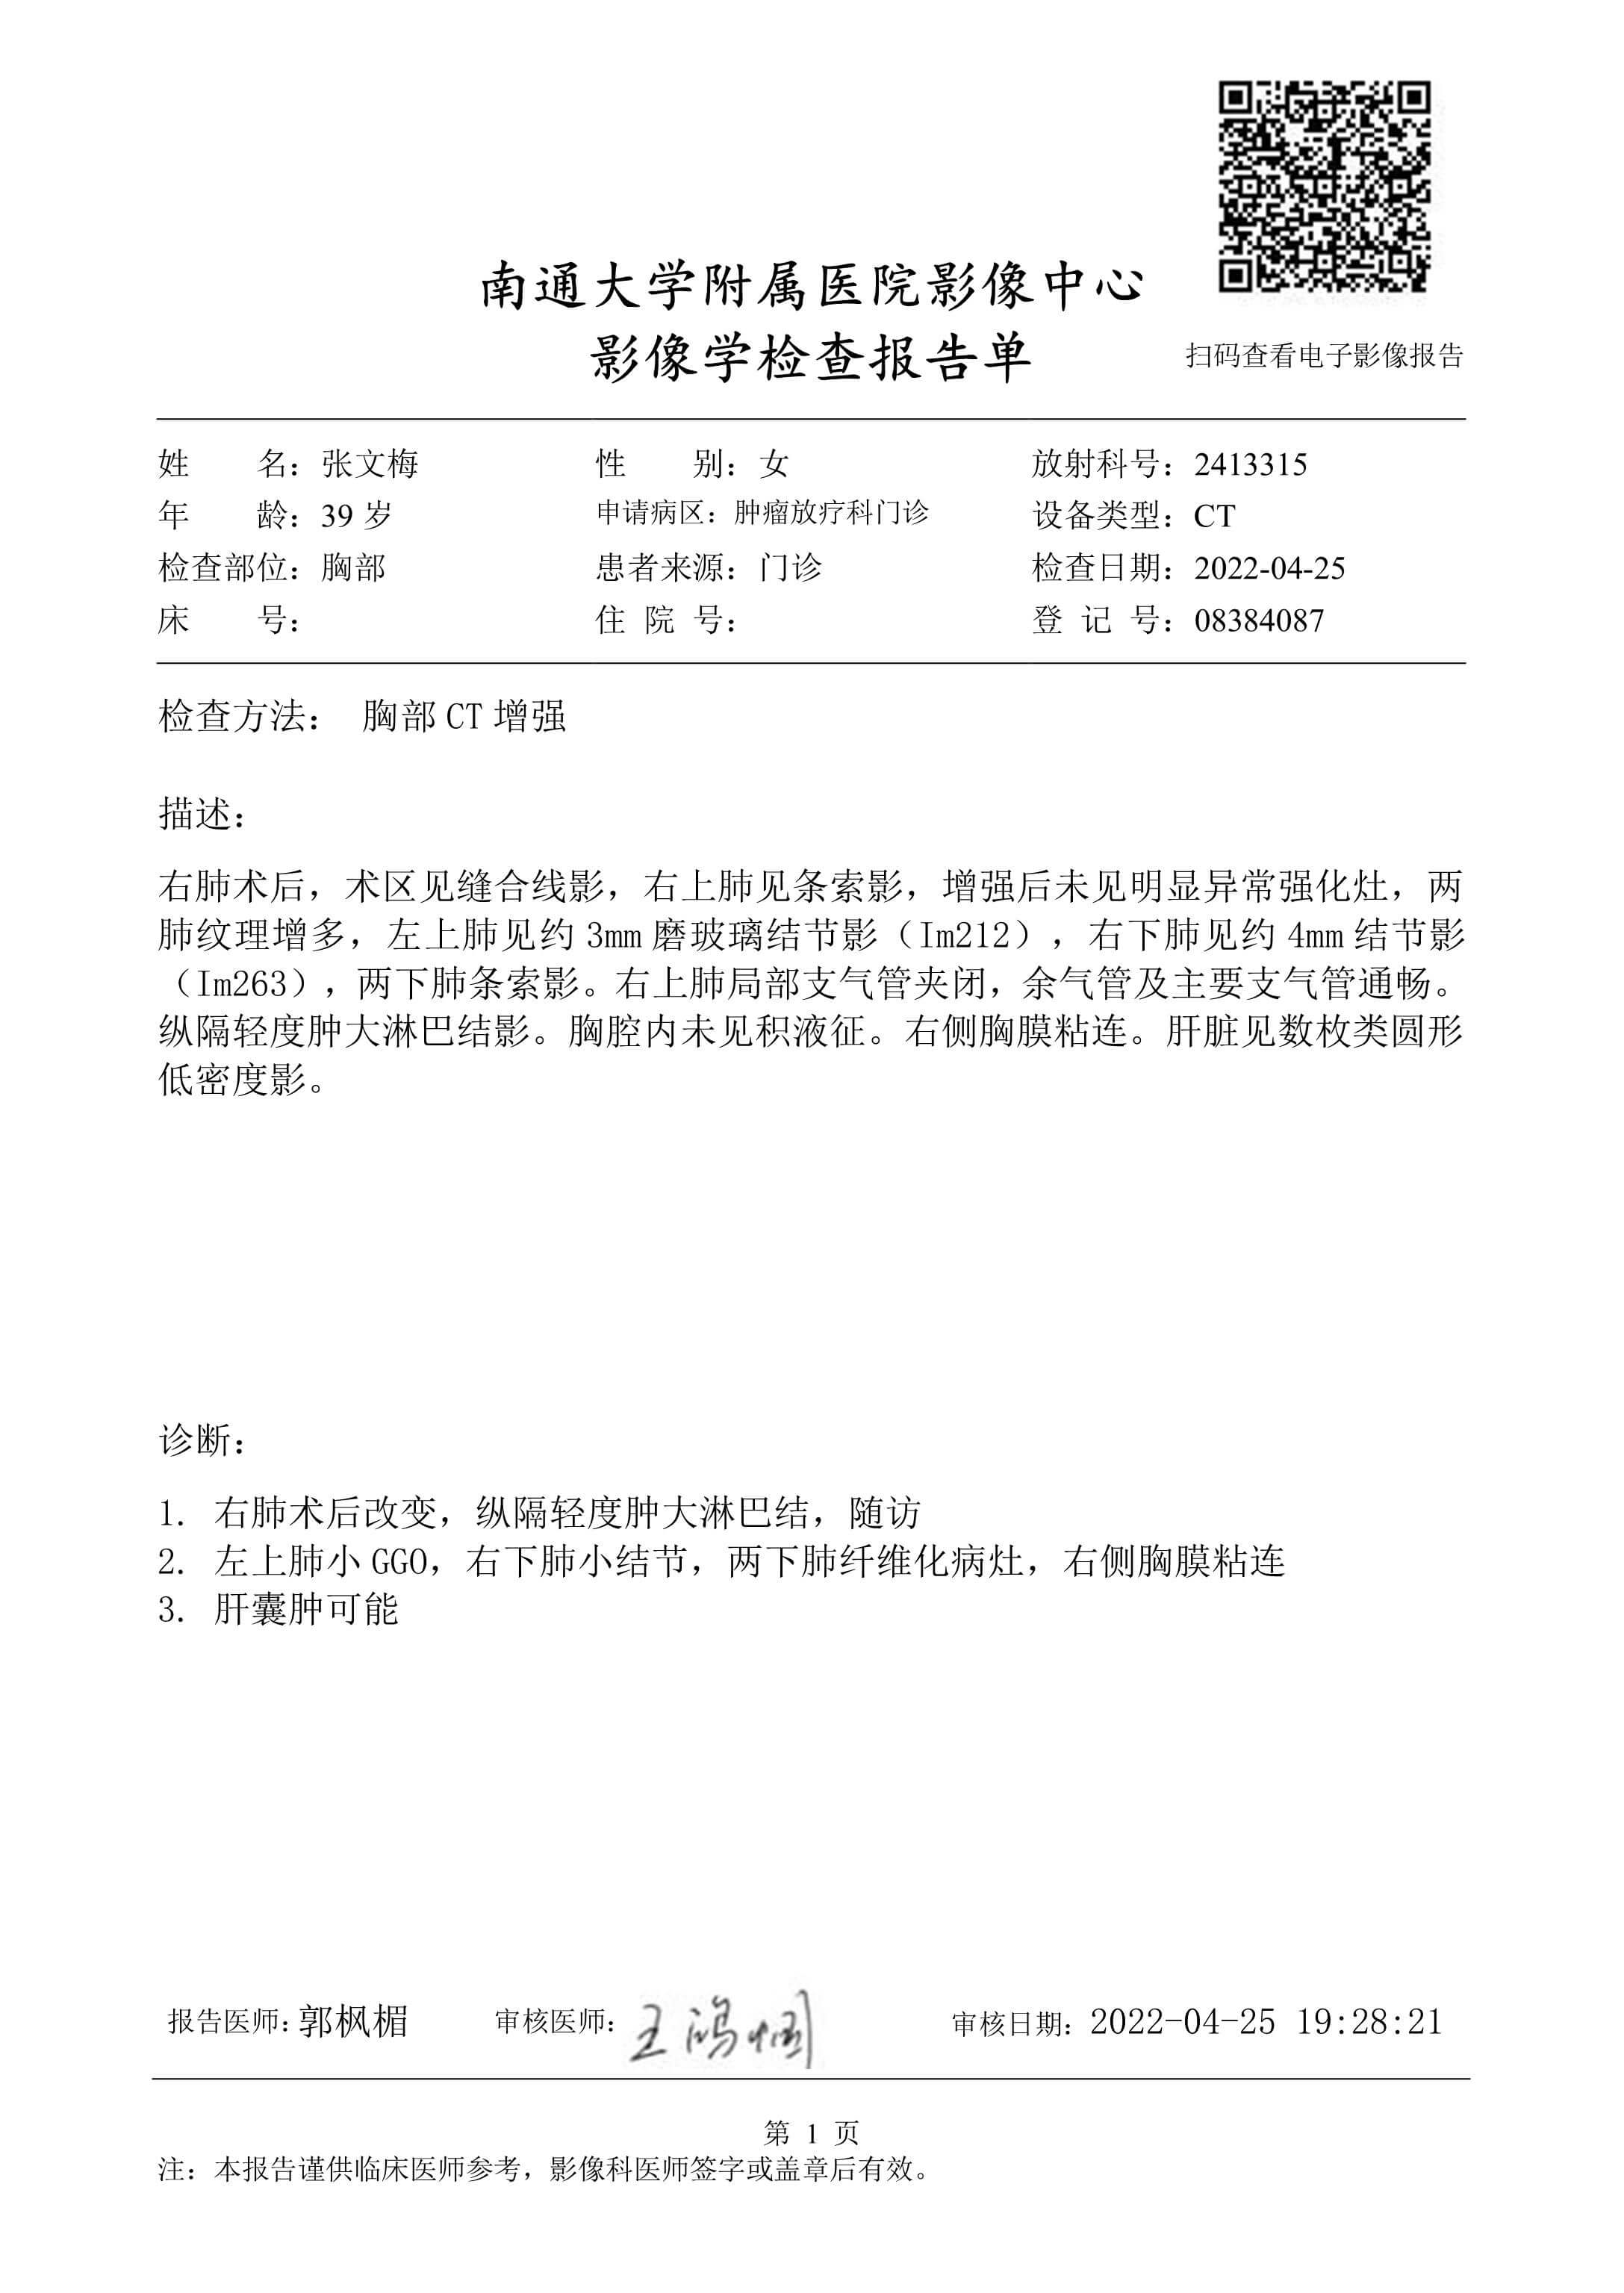 南通大学附属医院影像中心
影像学检查报告单
扫码查看电子影像报告
姓 名：张文梅 性 别：女 放射科号：2413315
年 龄：39 岁 申请病区：肿瘤放疗科门诊 设备类型：CT
检查部位：胸部 患者来源：门诊 检查日期：2022-04-25
床 号： 住 院 号： 登 记 号：08384087
检查方法： 胸部 CT 增强
描述：
右肺术后，术区见缝合线影，右上肺见条索影，增强后未见明显异常强化灶，两
肺纹理增多，左上肺见约 3mm 磨玻璃结节影（Im212），右下肺见约 4mm 结节影
（Im263），两下肺条索影。右上肺局部支气管夹闭，余气管及主要支气管通畅。
纵隔轻度肿大淋巴结影。胸腔内未见积液征。右侧胸膜粘连。肝脏见数枚类圆形
低密度影。
诊断：
1. 右肺术后改变，纵隔轻度肿大淋巴结，随访
2. 左上肺小 GGO，右下肺小结节，两下肺纤维化病灶，右侧胸膜粘连
3. 肝囊肿可能
报告医师：郭枫楣 审核医师： 审核日期：2022-04-25 19:28:21
第 1 页
注：本报告谨供临床医师参考，影像科医师签字或盖章后有效。